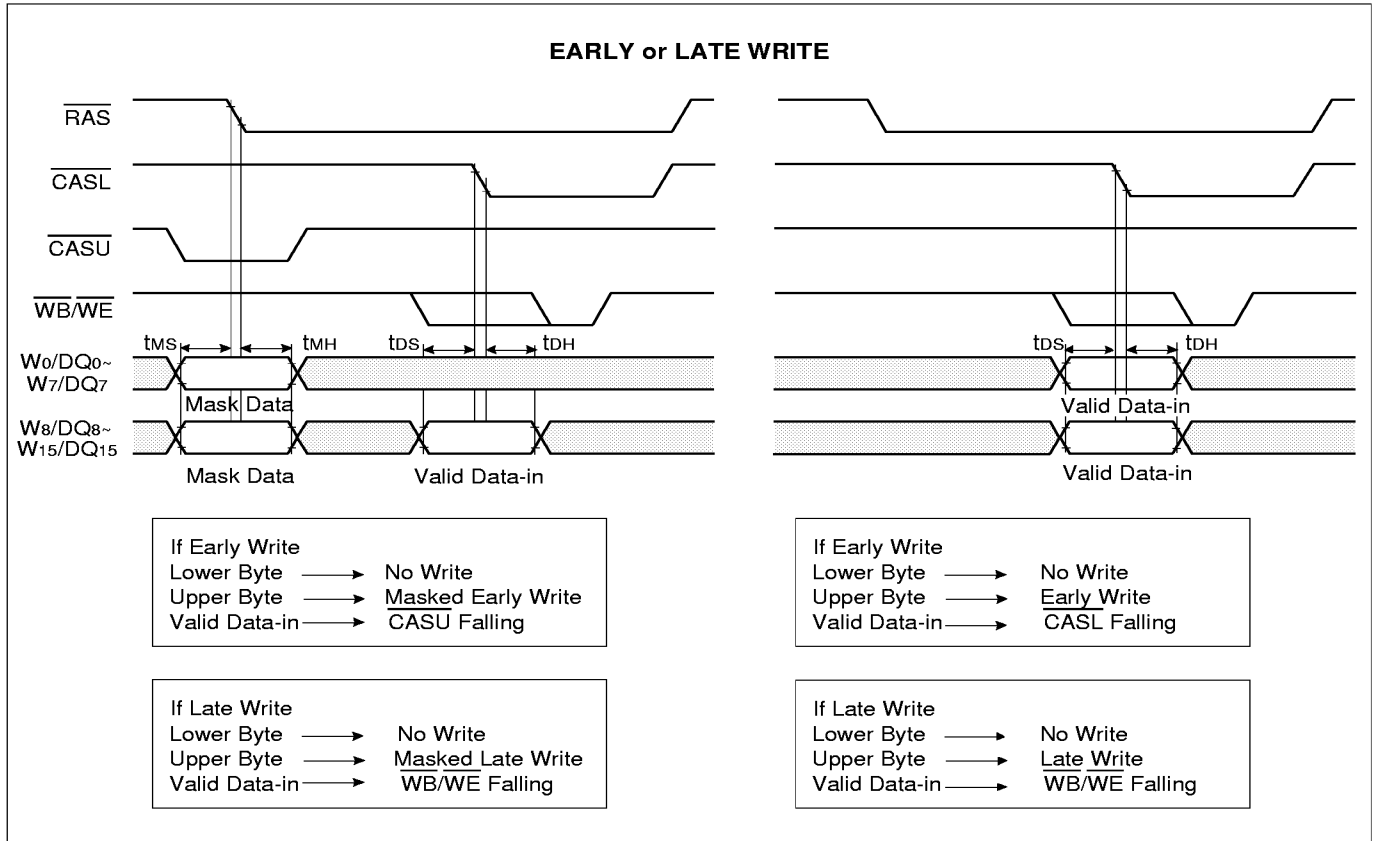 EARLY or LATE WRITE
RAS
CASL
CASU
WB/WE
tMS tMH tDS tDH tDS tDH
W0/DQ0~
W7/DQ7
Mask Data Valid Data-in
W8/DQ8~
W15/DQ15
Mask Data Valid Data-in Valid Data-in
If Early Write
Lower Byte → No Write
Upper Byte → Masked Early Write
Valid Data-in → CASU Falling
If Early Write
Lower Byte → No Write
Upper Byte → Early Write
Valid Data-in → CASL Falling
If Late Write
Lower Byte → No Write
Upper Byte → Masked Late Write
Valid Data-in → WB/WE Falling
If Late Write
Lower Byte → No Write
Upper Byte → Late Write
Valid Data-in → WB/WE Falling